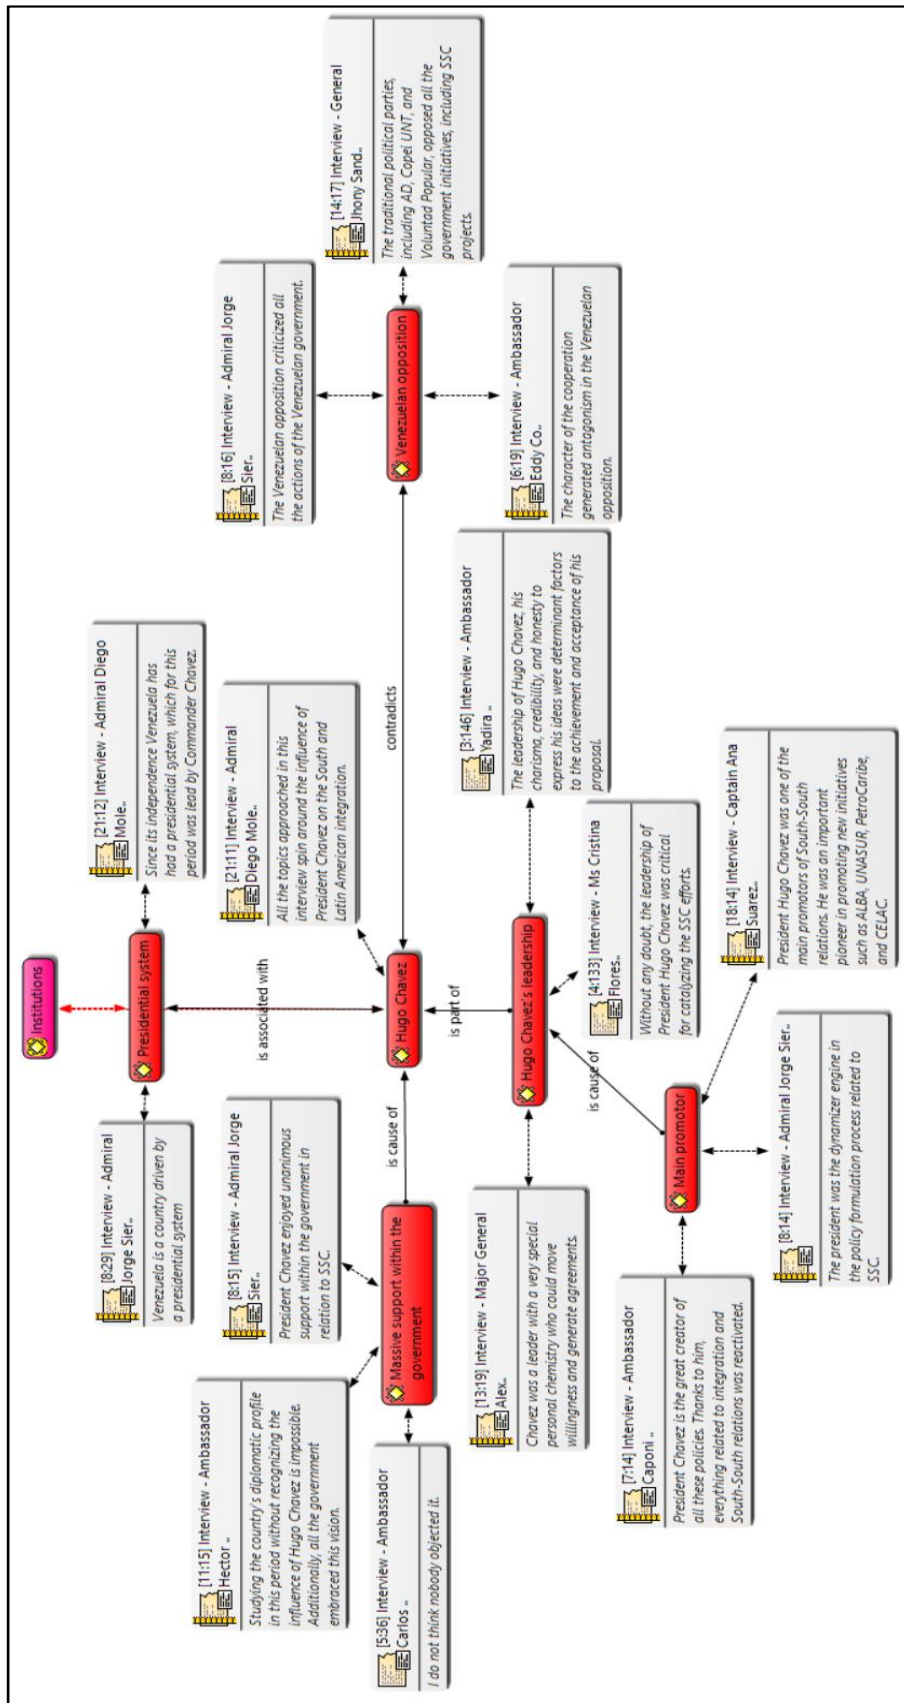 Institutions
[8:29] Interview - Admiral
Jorge Sier..
Venezuela is a country driven by
a presidential system
Presidential system
[21:12] Interview - Admiral Diego
Mole..
Since its independence Venezuela has
had a presidential system, which for this
period was lead by Commander Chavez.
is associated with
[11:15] Interview - Ambassador
Hector ..
Studying the country's diplomatic profile
in this period without recognizing the
influence of Hugo Chavez is impossible.
Additionally, all the government
embraced this vision.
[8:15] Interview - Admiral Jorge
Sier..
President Chavez enjoyed unanimous
support within the government in
relation to SSC.
[21:11] Interview - Admiral
Diego Mole..
All the topics approached in this
interview spin around the influence of
President Chavez on the South and
Latin American integration.
[8:16] Interview - Admiral Jorge
Sier..
The Venezuelan opposition criticized all
the actions of the Venezuelan government.
[14:17] Interview - General
Jhony Sand..
The traditional political parties,
including AD, Copei UNT, and
Voluntad Popular, opposed all the
government initiatives, including SSC
projects.
Massive support within the
government
is cause of
Hugo Chavez
contradicts
Venezuelan opposition
[5:36] Interview - Ambassador
Carlos ..
I do not think nobody objected it.
is part of
[13:19] Interview - Major General
Alex..
Chavez was a leader with a very special
personal chemistry who could move
willingness and generate agreements.
Hugo Chavez's leadership
[3:146] Interview - Ambassador
Yadira ..
The leadership of Hugo Chavez, his
charisma, credibility, and honesty to
express his ideas were determinant factors
to the achievement and acceptance of his
proposal.
[6:19] Interview - Ambassador
Eddy Co..
The character of the cooperation
generated antagonism in the Venezuelan
opposition.
is cause of
[4:133] Interview - Ms Cristina
Flores..
Without any doubt, the leadership of
President Hugo Chavez was critical
for catalyzing the SSC efforts.
[7:14] Interview - Ambassador
Caponi ..
President Chavez is the great creator of
all these policies. Thanks to him,
everything related to integration and
South-South relations was reactivated.
Main promotor
[8:14] Interview - Admiral Jorge Sier..
The president was the dynamizer engine in
the policy formulation process related to
SSC.
[18:14] Interview - Captain Ana
Suarez..
President Hugo Chavez was one of the
main promotors of South-South
relations. He was an important
pioneer in promoting new initiatives
such as ALBA, UNASUR, PetroCaribe,
and CELAC.